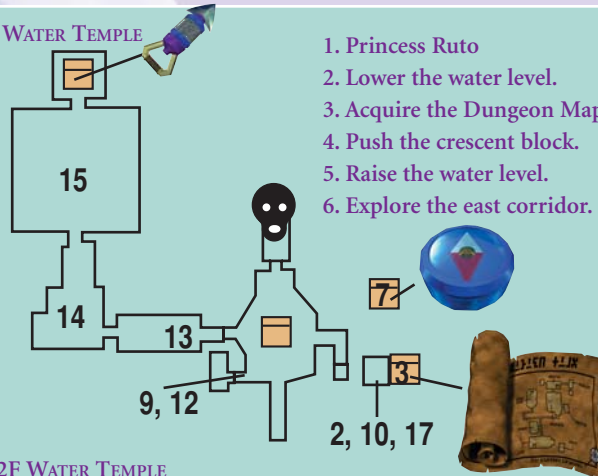 WATER TEMPLE
1. Princess Ruto
2. Lower the water level.
3. Acquire the Dungeon Map
4. Push the crescent block.
5. Raise the water level.
6. Explore the east corridor.
15
7
14
13
3
9, 12
2, 10, 17
2F WATER TEMPLE